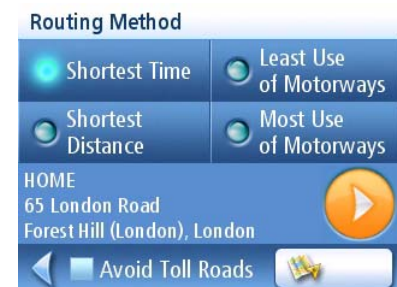 Routing Method
Shortest Time
Least Use
of Motorways
Shortest
Distance
Most Use
of Motorways
HOME
65 London Road
Forest Hill (London), London
Avoid Toll Roads